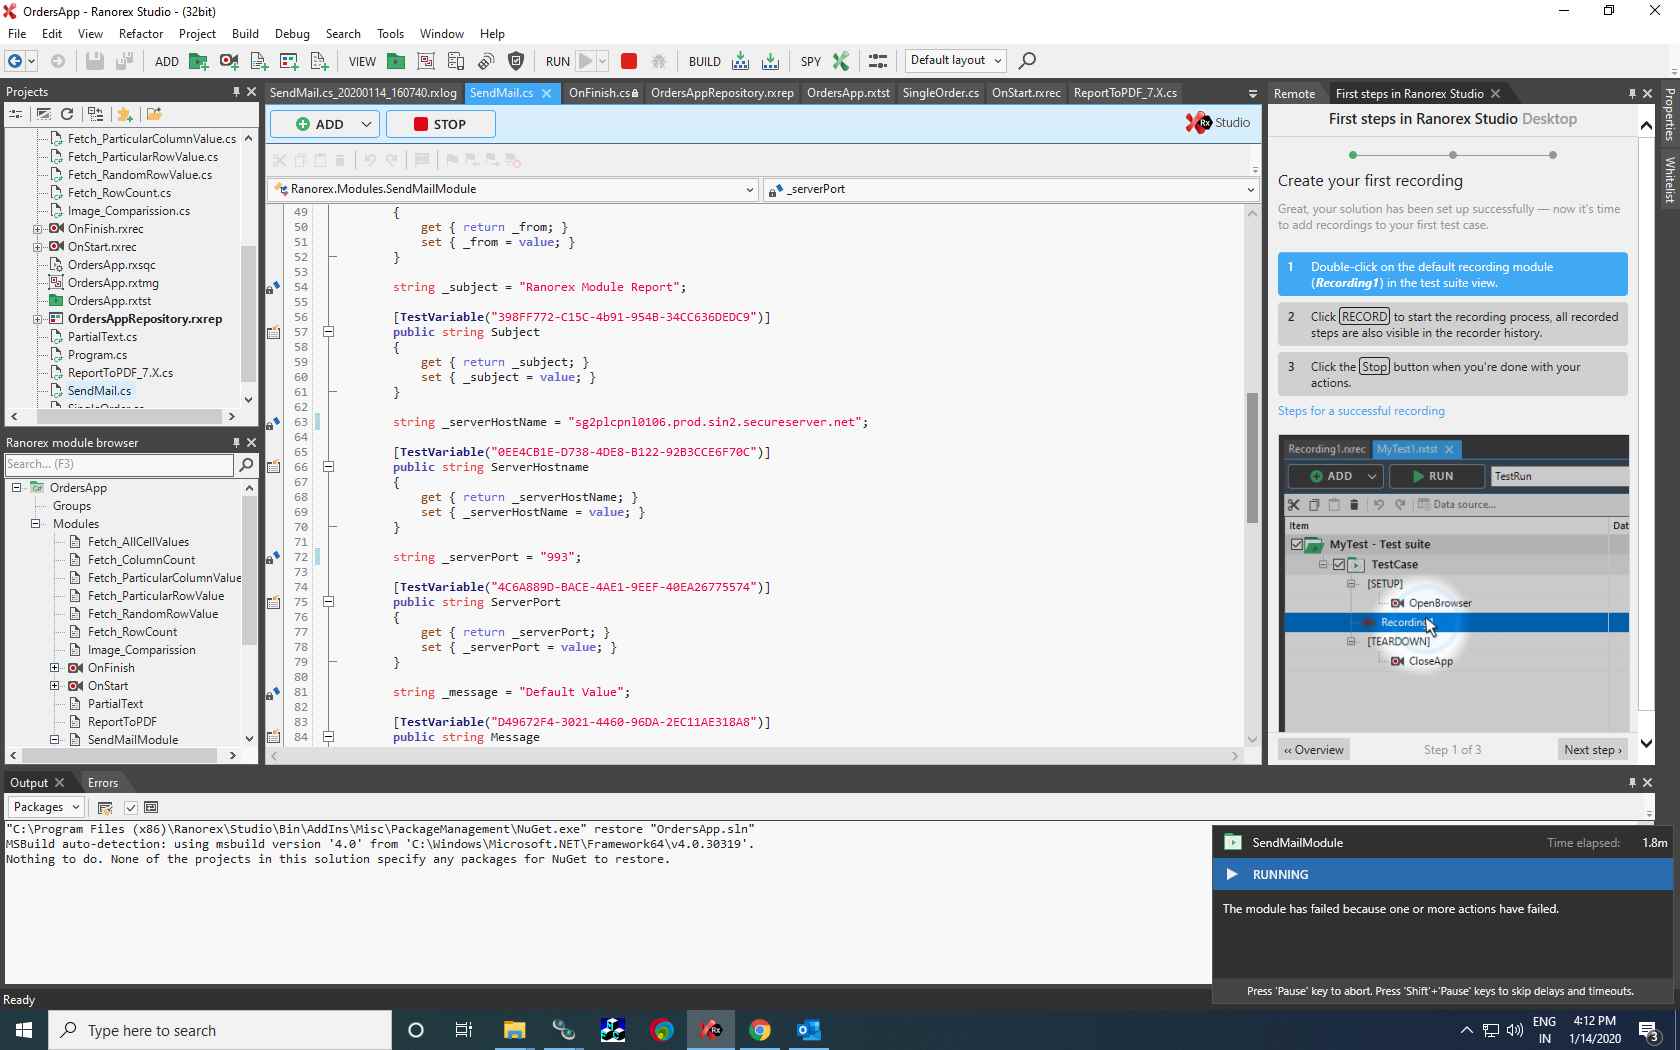 OrdersApp - Ranorex Studio - (32bit)
File Edit View Refactor Project Build Debug Search Tools Window Help
ADD VIEW RUN BUILD SPY Default layout
Projects
Fetch_ParticularColumnValue.cs
Fetch_ParticularRowValue.cs
Fetch_RandomRowValue.cs
Fetch_RowCount.cs
Image_Comparission.cs
OnFinish.rxrec
OnStart.rxrec
OrdersApp.rxsqc
OrdersApp.rxtmg
OrdersApp.rxtst
OrdersAppRepository.rxrep
PartialText.cs
Program.cs
ReportToPDF_7.X.cs
SendMail.cs
SingleOrder.cs
Ranorex module browser
Search... (F3)
OrdersApp
Groups
Modules
Fetch_AllCellValues
Fetch_ColumnCount
Fetch_ParticularColumnValue
Fetch_ParticularRowValue
Fetch_RandomRowValue
Fetch_RowCount
Image_Comparission
OnFinish
OnStart
PartialText
ReportToPDF
SendMailModule
SendMail.cs_20200114_160740.rxlog SendMail.cs OnFinish.cs OrdersAppRepository.rxrep OrdersApp.rxtst SingleOrder.cs OnStart.rxrec ReportToPDF_7.X.cs
ADD STOP Rx Studio
Ranorex.Modules.SendMailModule _serverPort
49 {
50 get { return _from; }
51 set { _from = value; }
52 }
53
54 string _subject = "Ranorex Module Report";
55
56 [TestVariable("398FF772-C15C-4b91-954B-34CC636DEDC9")]
57 public string Subject
58 {
59 get { return _subject; }
60 set { _subject = value; }
61 }
62
63 string _serverHostName = "sg2plcpnl0106.prod.sin2.secureserver.net";
64
65 [TestVariable("0EE4CB1E-D738-4DE8-B122-92B3CCE6F70C")]
66 public string ServerHostname
67 {
68 get { return _serverHostName; }
69 set { _serverHostName = value; }
70 }
71
72 string _serverPort = "993";
73
74 [TestVariable("4C6A889D-BACE-4AE1-9EEF-40EA26775574")]
75 public string ServerPort
76 {
77 get { return _serverPort; }
78 set { _serverPort = value; }
79 }
80
81 string _message = "Default Value";
82
83 [TestVariable("D49672F4-3021-4460-96DA-2EC11AE318A8")]
84 public string Message
Remote First steps in Ranorex Studio
First steps in Ranorex Studio Desktop
Create your first recording
Great, your solution has been set up successfully — now it's time
to add recordings to your first test case.
1 Double-click on the default recording module
(Recording1) in the test suite view.
2 Click RECORD to start the recording process, all recorded
steps are also visible in the recorder history.
3 Click the Stop button when you're done with your
actions.
Steps for a successful recording
Recording1.rxrec MyTest1.rxtst
ADD RUN TestRun
Data source...
Item Dat
MyTest - Test suite
TestCase
[SETUP]
OpenBrowser
Recording
[TEARDOWN]
CloseApp
‹‹ Overview Step 1 of 3 Next step ›
Properties
Whitelist
Output Errors
Packages
"C:\Program Files (x86)\Ranorex\Studio\Bin\AddIns\Misc\PackageManagement\NuGet.exe" restore "OrdersApp.sln"
MSBuild auto-detection: using msbuild version '4.0' from 'C:\Windows\Microsoft.NET\Framework64\v4.0.30319'.
Nothing to do. None of the projects in this solution specify any packages for NuGet to restore.
SendMailModule Time elapsed: 1.8m
RUNNING
The module has failed because one or more actions have failed.
Press 'Pause' key to abort. Press 'Shift'+'Pause' keys to skip delays and timeouts.
Ready
Type here to search
Rx
ENG
IN
4:12 PM
1/14/2020
3